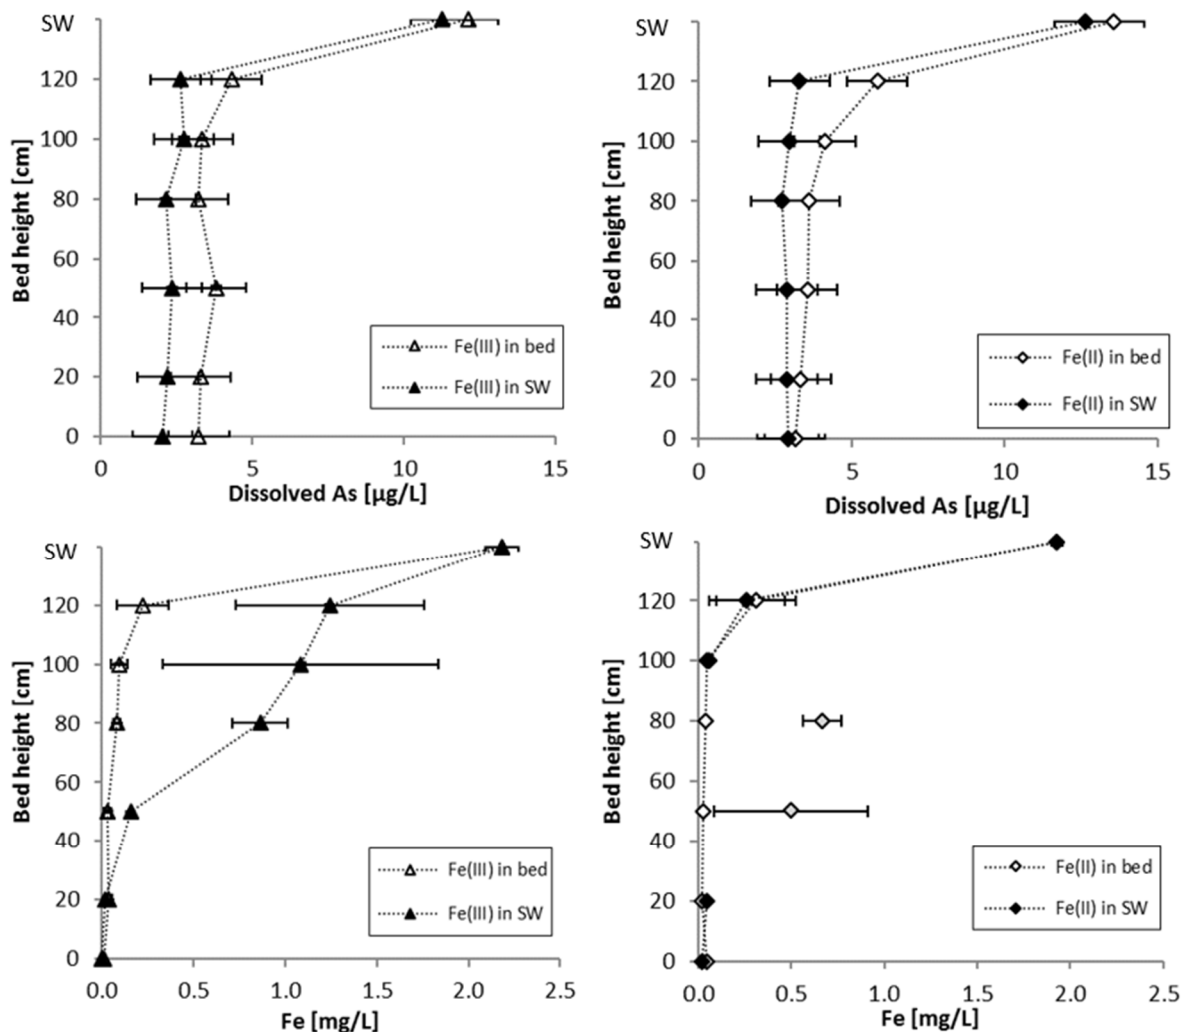 SW
120
100
80
60
40
20
0
Bed height [cm]
Fe(III) in bed
Fe(III) in SW
0 5 10 15
Dissolved As [µg/L]
SW
120
100
80
60
40
20
0
Bed height [cm]
Fe(II) in bed
Fe(II) in SW
0 5 10 15
Dissolved As [µg/L]
SW
120
100
80
60
40
20
0
Bed height [cm]
Fe(III) in bed
Fe(III) in SW
0.0 0.5 1.0 1.5 2.0 2.5
Fe [mg/L]
SW
120
100
80
60
40
20
0
Bed height [cm]
Fe(II) in bed
Fe(II) in SW
0.0 0.5 1.0 1.5 2.0 2.5
Fe [mg/L]